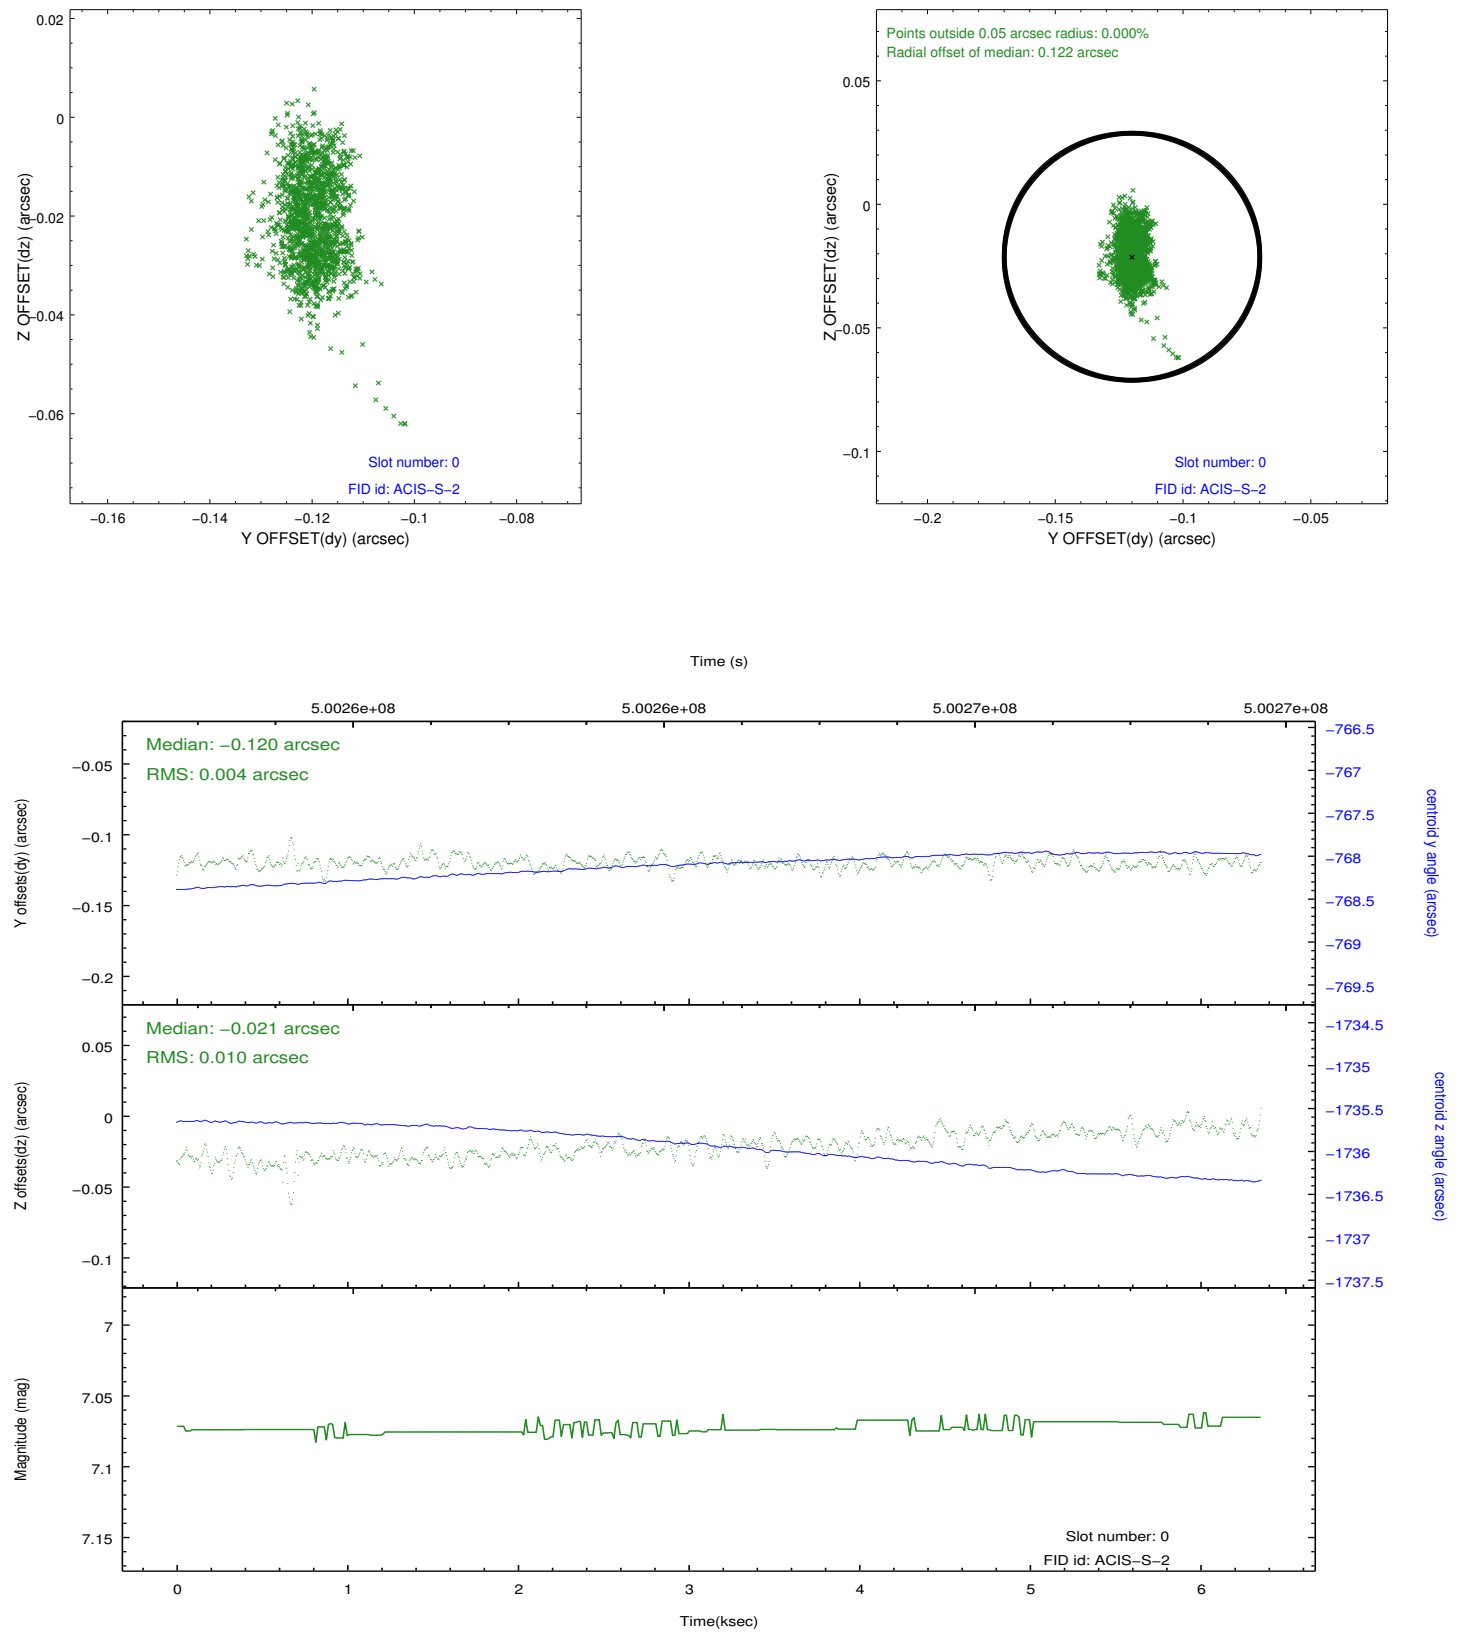 0.02
0
−0.02
−0.04
−0.06
Z OFFSET(dz) (arcsec)
Slot number: 0
FID id: ACIS−S−2
−0.16
−0.14
−0.12
−0.1
−0.08
Y OFFSET(dy) (arcsec)
Points outside 0.05 arcsec radius: 0.000%
Radial offset of median: 0.122 arcsec
0.05
0
−0.05
−0.1
Z OFFSET(dz) (arcsec)
Slot number: 0
FID id: ACIS−S−2
−0.2
−0.15
−0.1
−0.05
Y OFFSET(dy) (arcsec)
Time (s)
5.0026e+08
5.0026e+08
5.0027e+08
5.0027e+08
Median: −0.120 arcsec
RMS: 0.004 arcsec
−0.05
−0.1
−0.15
−0.2
Y offsets(dy) (arcsec)
−766.5
−767
−767.5
−768
−768.5
−769
−769.5
centroid y angle (arcsec)
Median: −0.021 arcsec
RMS: 0.010 arcsec
0.05
0
−0.05
−0.1
Z offsets(dz) (arcsec)
−1734.5
−1735
−1735.5
−1736
−1736.5
−1737
−1737.5
centroid z angle (arcsec)
7
7.05
7.1
7.15
Magnitude (mag)
Slot number: 0
FID id: ACIS−S−2
0
1
2
3
4
5
6
Time(ksec)